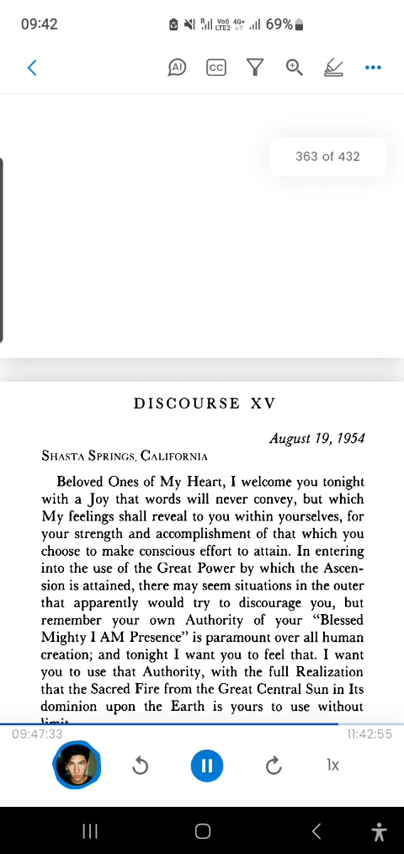 09:42
R Vo) 4G+ LTE2 69%
AI CC
363 of 432
DISCOURSE XV
August 19, 1954
SHASTA SPRINGS, CALIFORNIA
Beloved Ones of My Heart, I welcome you tonight
with a Joy that words will never convey, but which
My feelings shall reveal to you within yourselves, for
your strength and accomplishment of that which you
choose to make conscious effort to attain. In entering
into the use of the Great Power by which the Ascen-
sion is attained, there may seem situations in the outer
that apparently would try to discourage you, but
remember your own Authority of your “Blessed
Mighty I AM Presence” is paramount over all human
creation; and tonight I want you to feel that. I want
you to use that Authority, with the full Realization
that the Sacred Fire from the Great Central Sun in Its
dominion upon the Earth is yours to use without
limit
09:47:33 11:42:55
1x